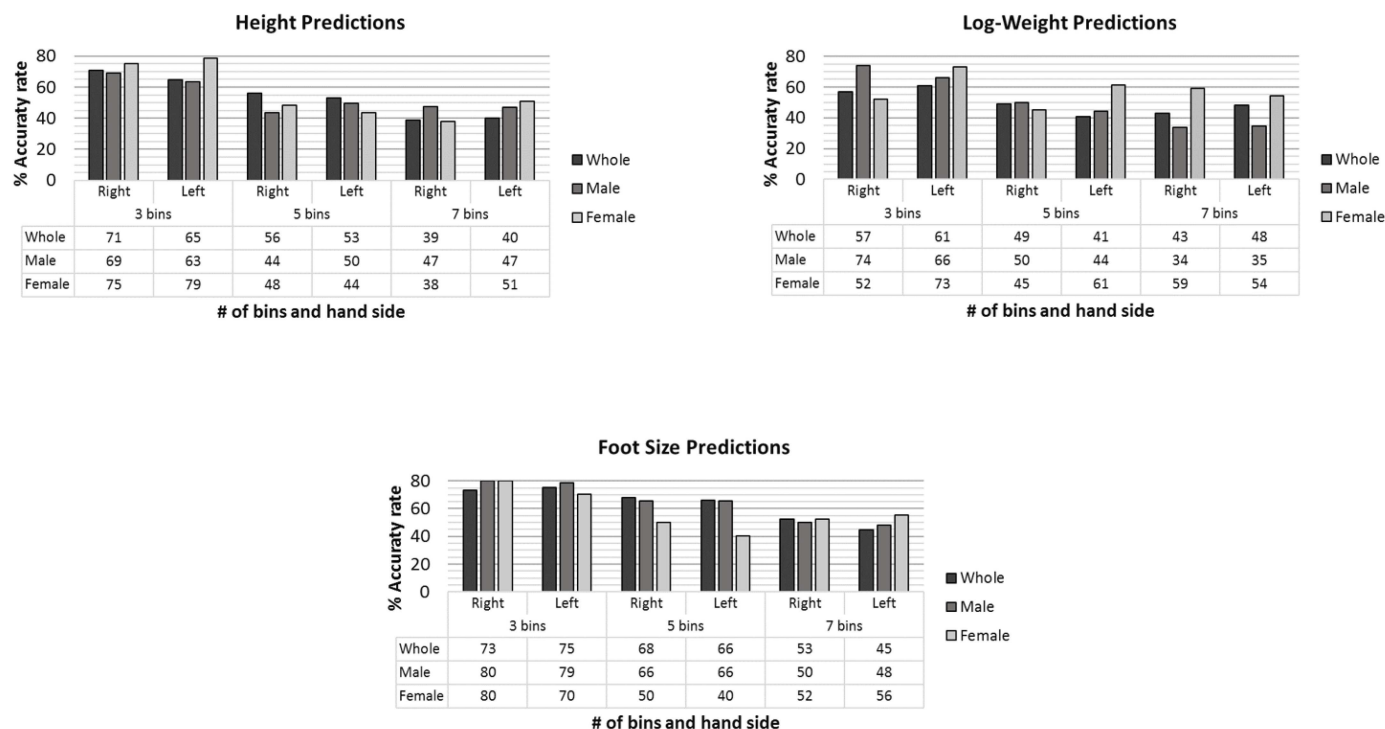 Height Predictions
% Accuraty rate
80
60
40
20
0
Right Left Right Left Right Left
3 bins 5 bins 7 bins
Whole 71 65 56 53 39 40
Male 69 63 44 50 47 47
Female 75 79 48 44 38 51
# of bins and hand side
Whole
Male
Female
Log-Weight Predictions
% Accuraty rate
80
60
40
20
0
Right Left Right Left Right Left
3 bins 5 bins 7 bins
Whole 57 61 49 41 43 48
Male 74 66 50 44 34 35
Female 52 73 45 61 59 54
# of bins and hand side
Whole
Male
Female
Foot Size Predictions
% Accuraty rate
80
60
40
20
0
Right Left Right Left Right Left
3 bins 5 bins 7 bins
Whole 73 75 68 66 53 45
Male 80 79 66 66 50 48
Female 80 70 50 40 52 56
# of bins and hand side
Whole
Male
Female